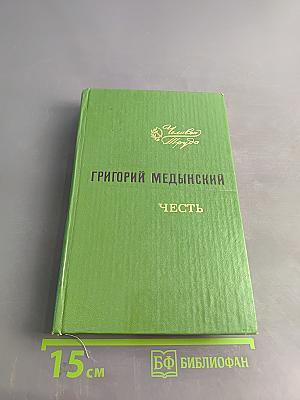 Человек
Труда
ГРИГОРИЙ МЕДЫНСКИЙ
ЧЕСТЬ
15 см
БФ БИБЛИОФАН